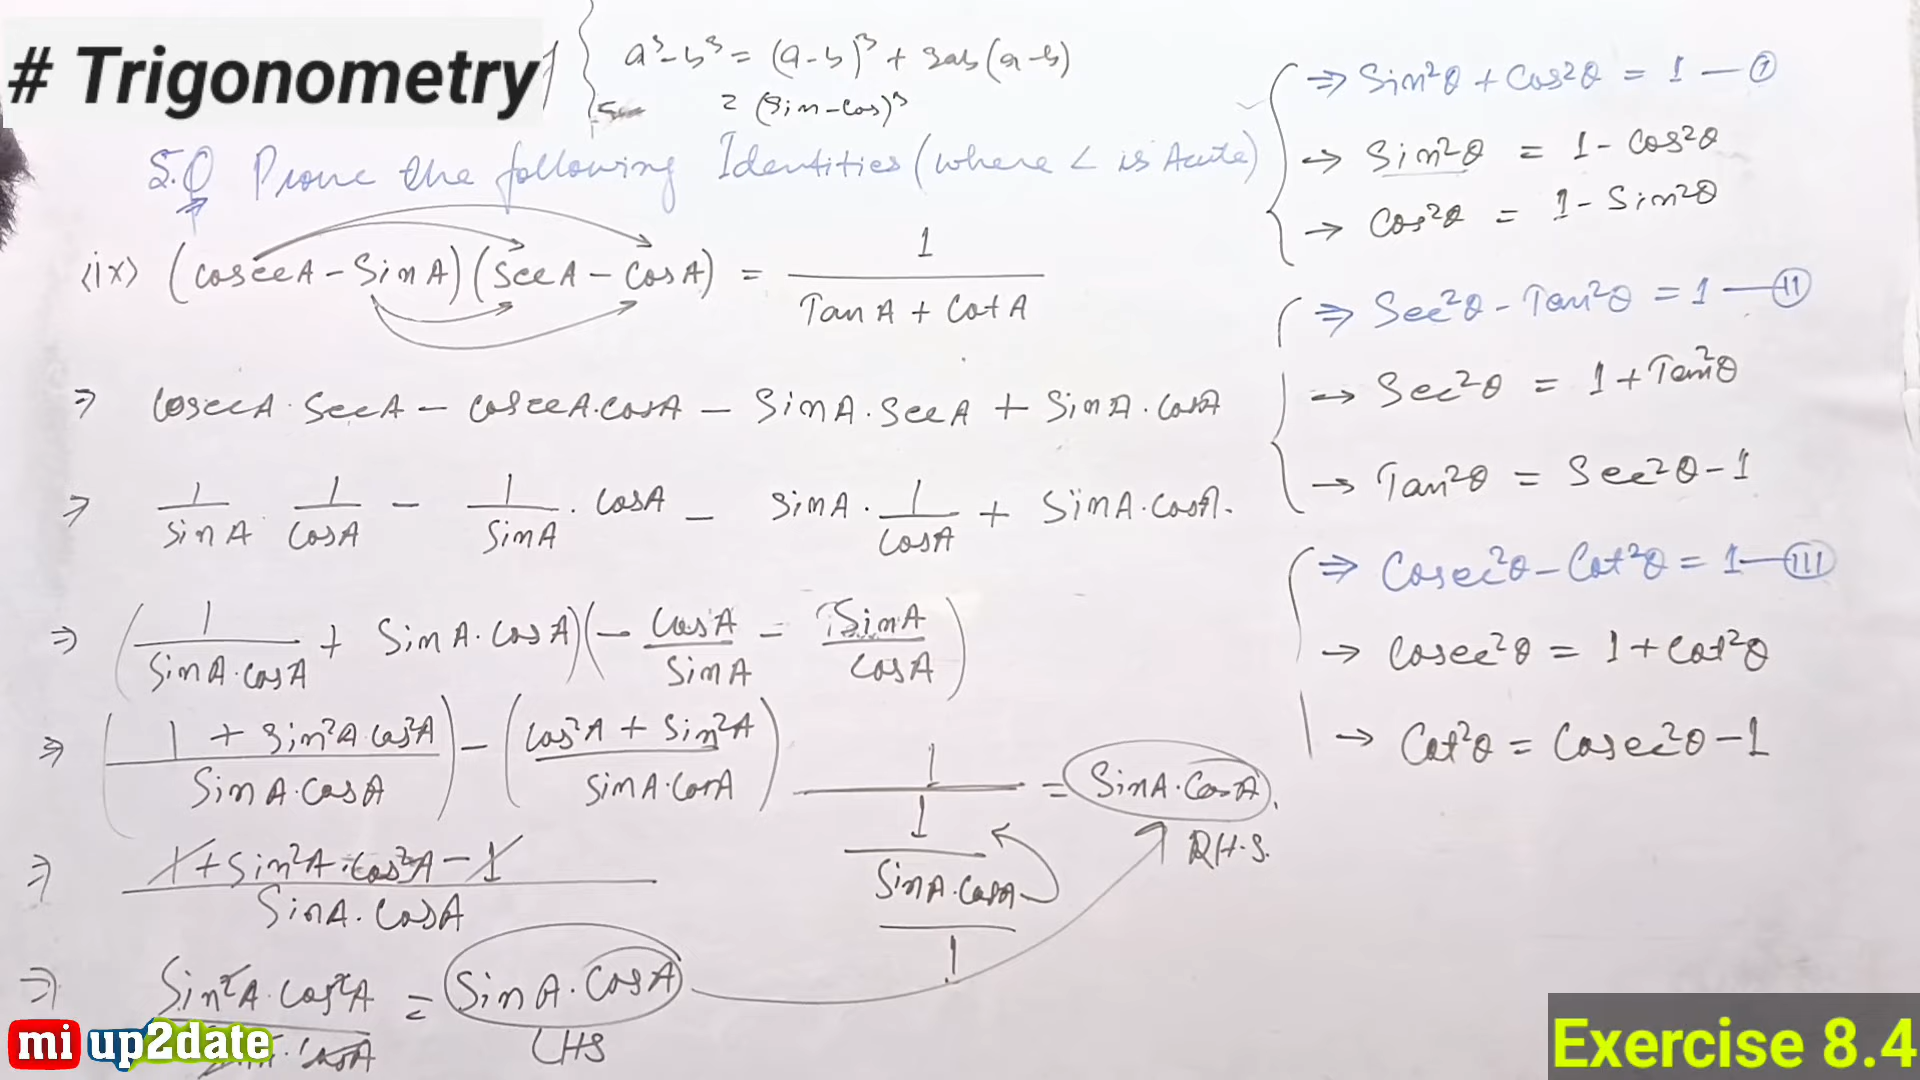 # Trigonometry
a³-b³ = (a-b)³ + 3ab(a-b)
= (Sin-Cos)³
5.Q Prove the following Identities (where ∠ is Acute)
(ix) (CosecA - SinA)(SecA - CosA) = 1/(TanA + CotA)
⇒ CosecA.SecA - CosecA.CosA - SinA.SecA + SinA.CosA
⇒ 1/SinA . 1/CosA - 1/SinA . CosA - SinA . 1/CosA + SinA.CosA.
⇒ (1/(SinA.CosA) + SinA.CosA)(- CosA/SinA - SinA/CosA)
⇒ ((1 + Sin²A.Cos²A)/(SinA.CosA)) - ((Cos²A + Sin²A)/(SinA.CosA))
⇒ (1 + Sin²A.Cos²A - 1)/(SinA.CosA)
⇒ Sin²A.Cos²A = SinA.CosA
LHS
1/(1/(SinA.CosA)/1) = SinA.CosA.
R.H.S.
⇒ Sin²θ + Cos²θ = 1 — I
→ Sin²θ = 1 - Cos²θ
→ Cos²θ = 1 - Sin²θ
⇒ Sec²θ - Tan²θ = 1 — II
→ Sec²θ = 1 + Tan²θ
→ Tan²θ = Sec²θ - 1
⇒ Cosec²θ - Cot²θ = 1 — III
→ Cosec²θ = 1 + Cot²θ
→ Cot²θ = Cosec²θ - 1
mi up2date
Exercise 8.4